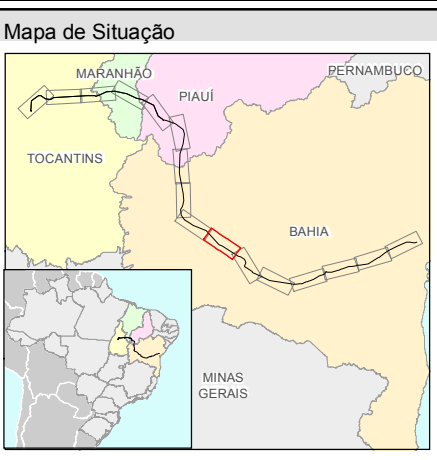 Mapa de Situação
MARANHÃO
PERNAMBUCO
PIAUÍ
TOCANTINS
BAHIA
MINAS
GERAIS